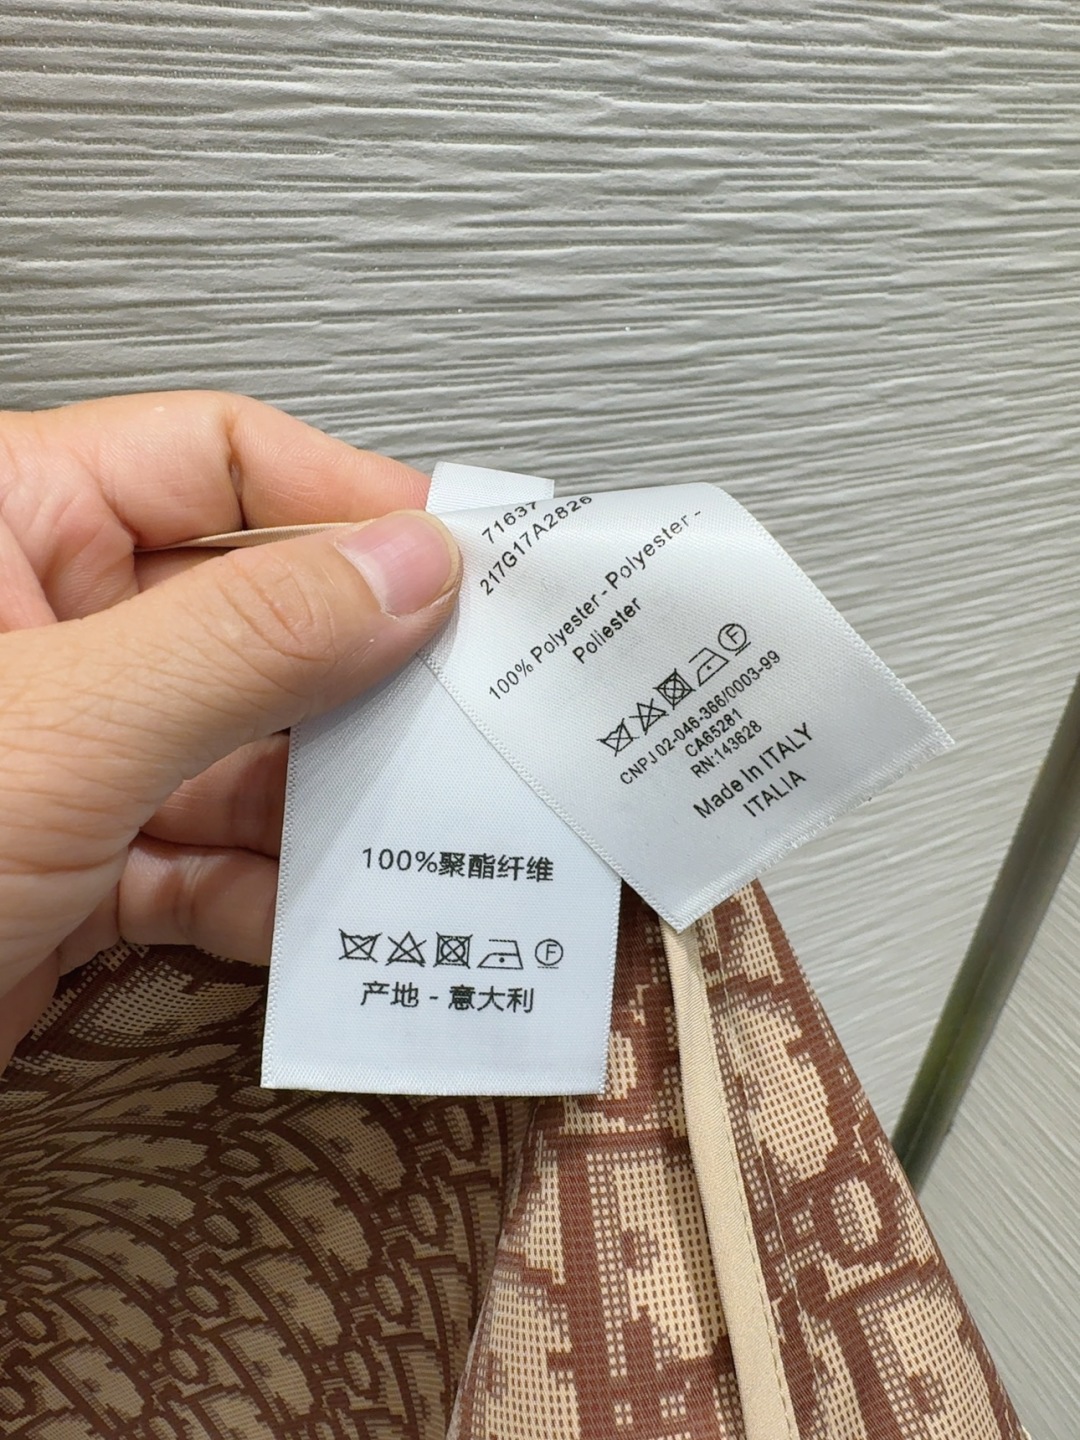 71637
217G17A2826
100% Polyester - Polyester -
Poliester
F
CNPJ 02-046-366/0003-99
CA65281
RN:143628
Made In ITALY
ITALIA
100%聚酯纤维
F
产地 - 意大利